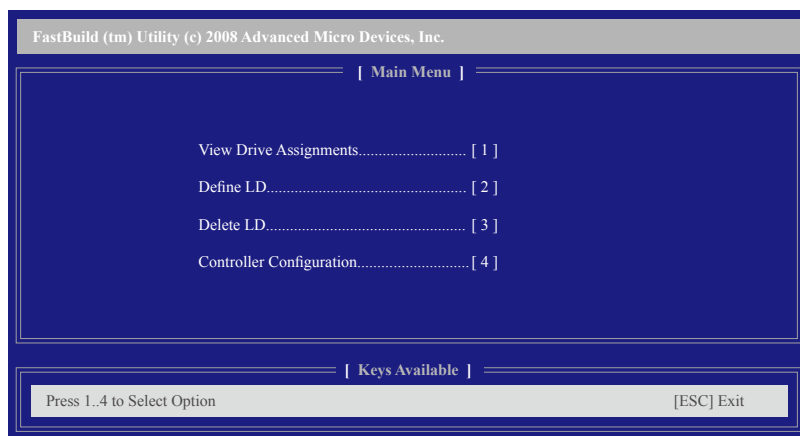 FastBuild (tm) Utility (c) 2008 Advanced Micro Devices, Inc.
[ Main Menu ]
View Drive Assignments........................... [ 1 ]
Define LD.................................................. [ 2 ]
Delete LD.................................................. [ 3 ]
Controller Configuration............................[ 4 ]
[ Keys Available ]
Press 1..4 to Select Option [ESC] Exit